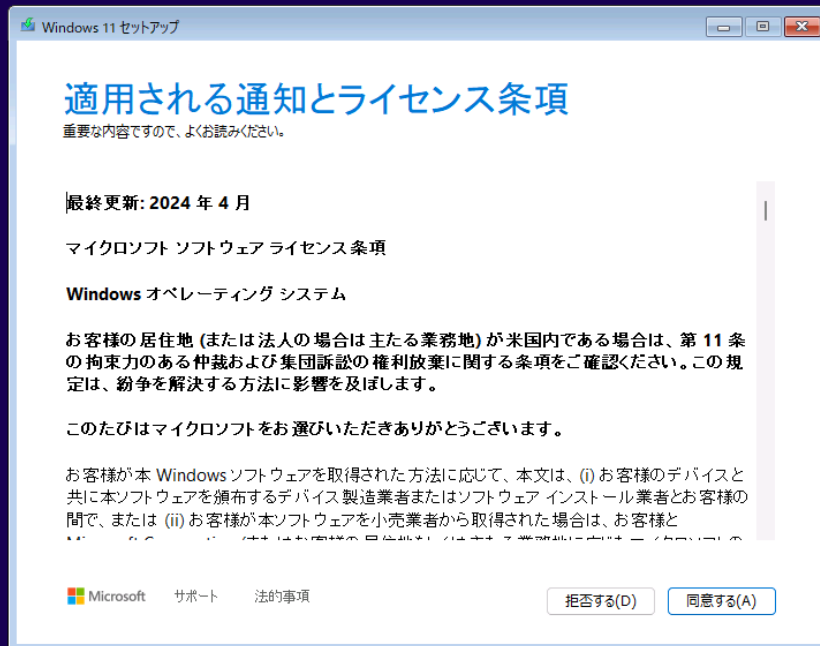 Windows 11 セットアップ
適用される通知とライセンス条項
重要な内容ですので、よくお読みください。
最終更新: 2024 年 4 月
マイクロソフト ソフトウェア ライセンス条項
Windows オペレーティング システム
お客様の居住地 (または法人の場合は主たる業務地) が米国内である場合は、第 11 条
の拘束力のある仲裁および集団訴訟の権利放棄に関する条項をご確認ください。この規
定は、紛争を解決する方法に影響を及ぼします。
このたびはマイクロソフトをお選びいただきありがとうございます。
お客様が本 Windows ソフトウェアを取得された方法に応じて、本文は、(i) お客様のデバイスと
共に本ソフトウェアを頒布するデバイス製造業者またはソフトウェア インストール業者とお客様の
間で、または (ii) お客様が本ソフトウェアを小売業者から取得された場合は、お客様と
Microsoft サポート 法的事項
拒否する(D) 同意する(A)